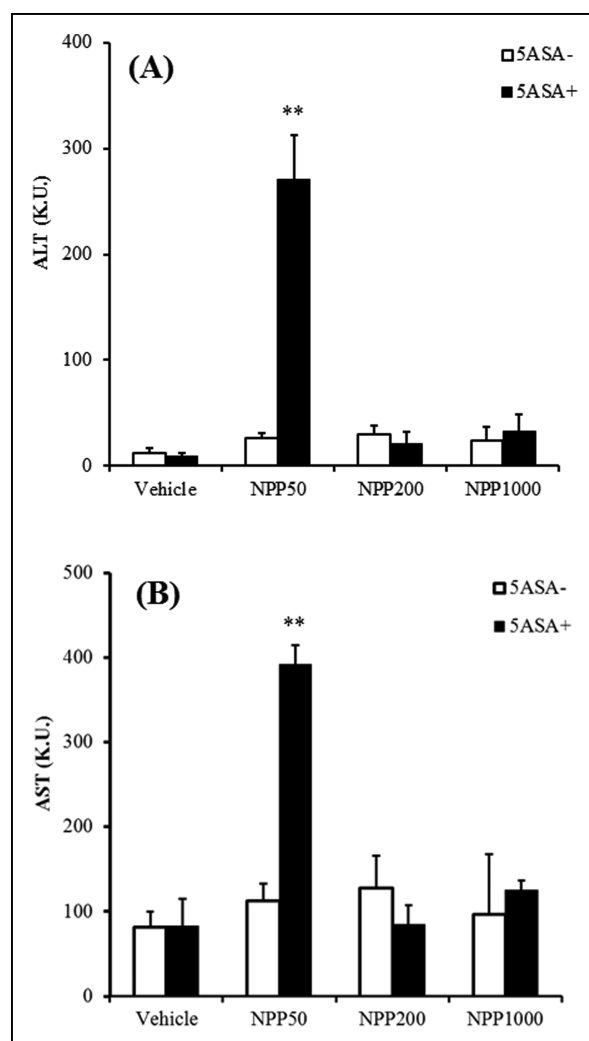 400
(A)
5ASA-
5ASA+
**
300
ALT (K.U.)
200
100
0
Vehicle NPP50 NPP200 NPP1000
500
(B)
5ASA-
5ASA+
**
400
300
AST (K.U.)
200
100
0
Vehicle NPP50 NPP200 NPP1000